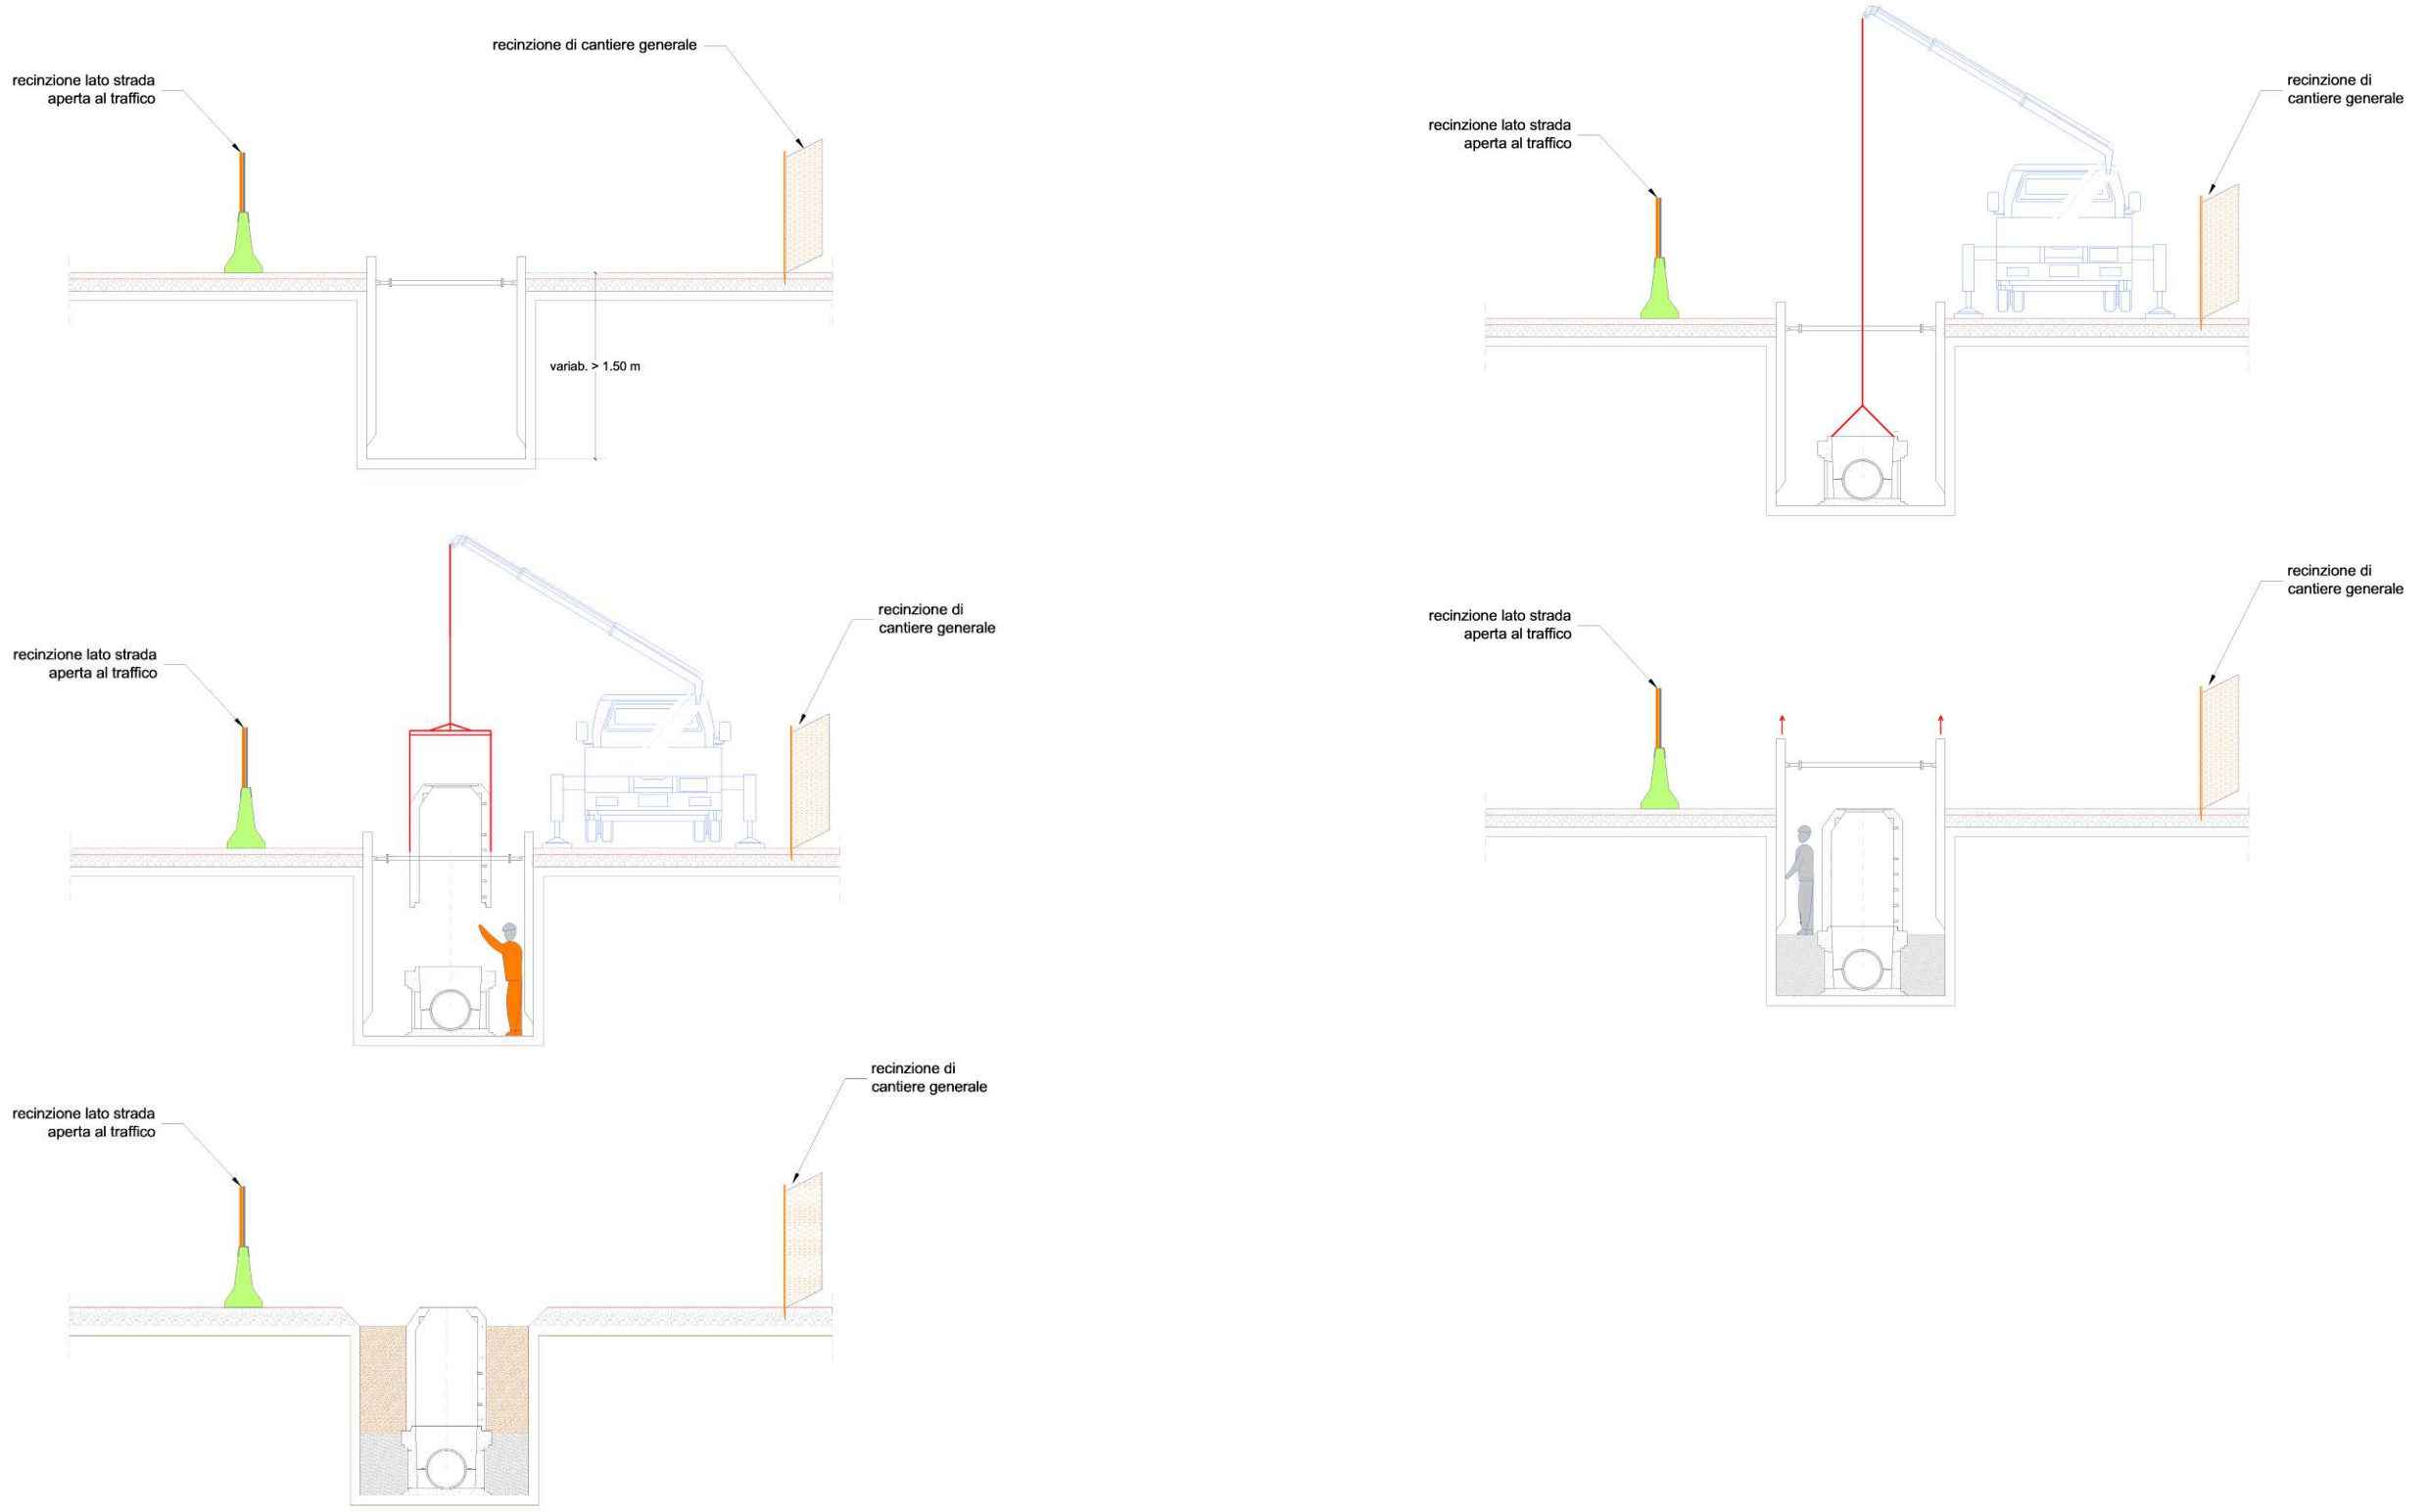 recinzione di cantiere generale
recinzione lato strada
aperta al traffico
variab. > 1.50 m
recinzione di
cantiere generale
recinzione lato strada
aperta al traffico
recinzione di
cantiere generale
recinzione lato strada
aperta al traffico
recinzione di
cantiere generale
recinzione lato strada
aperta al traffico
recinzione di
cantiere generale
recinzione lato strada
aperta al traffico